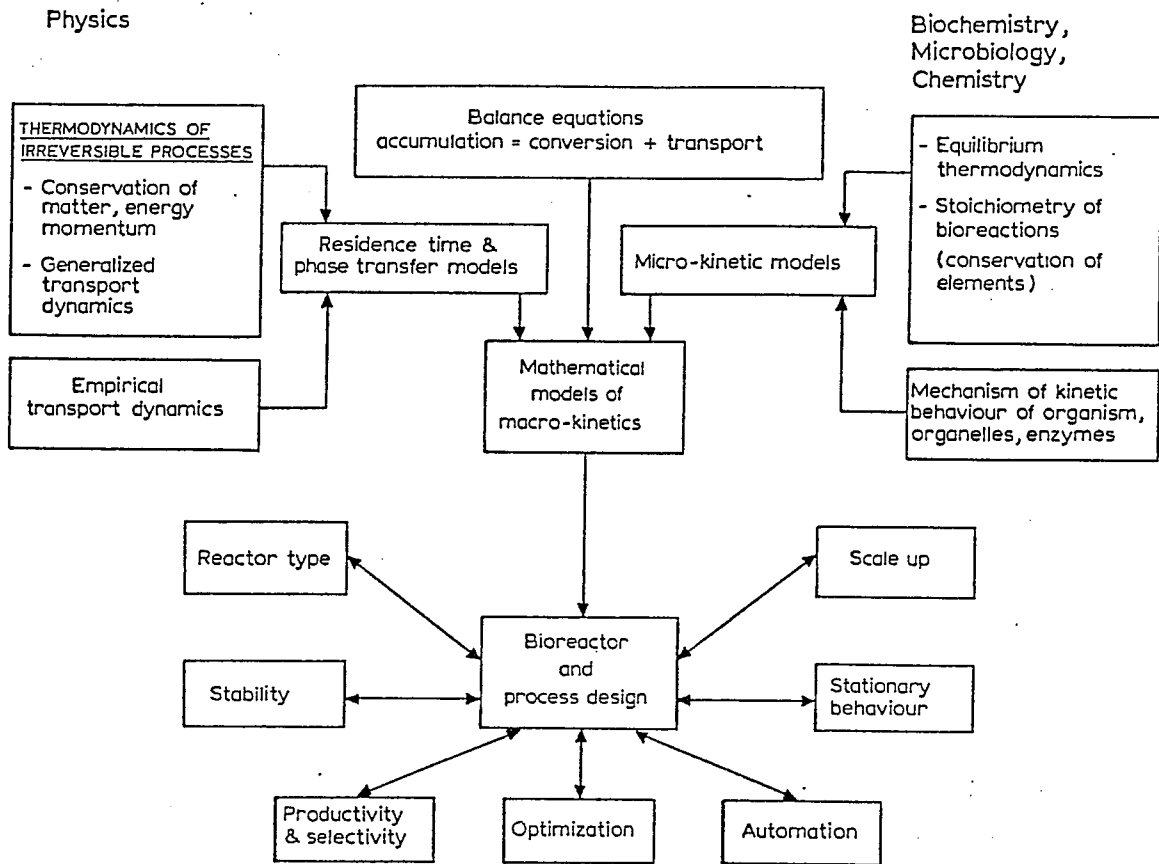 Physics
Biochemistry,
Microbiology,
Chemistry
THERMODYNAMICS OF
IRREVERSIBLE PROCESSES
- Conservation of
matter, energy
momentum
- Generalized
transport
dynamics
Balance equations
accumulation = conversion + transport
- Equilibrium
thermodynamics
- Stoichiometry of
bioreactions
(conservation of
elements)
Residence time &
phase transfer models
Micro-kinetic models
Empirical
transport dynamics
Mathematical
models of
macro-kinetics
Mechanism of kinetic
behaviour of organism,
organelles, enzymes
Reactor type
Scale up
Bioreactor
and
process design
Stability
Stationary
behaviour
Productivity
& selectivity
Optimization
Automation